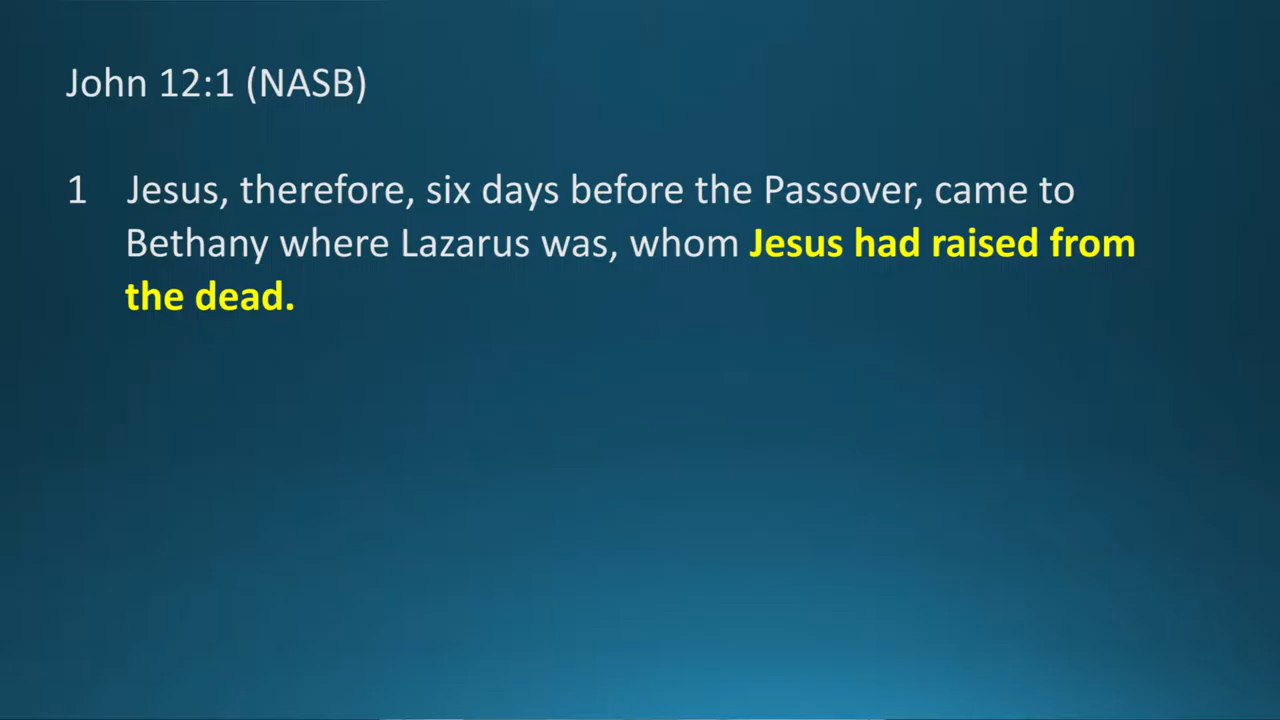 John 12:1 (NASB)
1 Jesus, therefore, six days before the Passover, came to
Bethany where Lazarus was, whom Jesus had raised from
the dead.